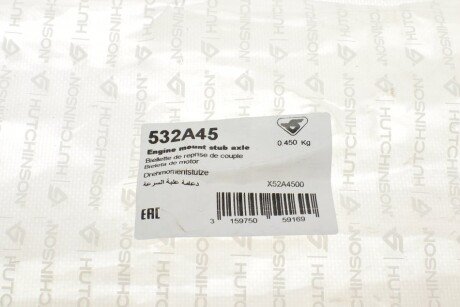 532A45
Engine mount stub axle
Biellette de reprise de couple
Bieleta de motor
Drehmomentstütze
0,450 Kg
X52A4500
EAC
3 159750 59169
HUTCHINSON